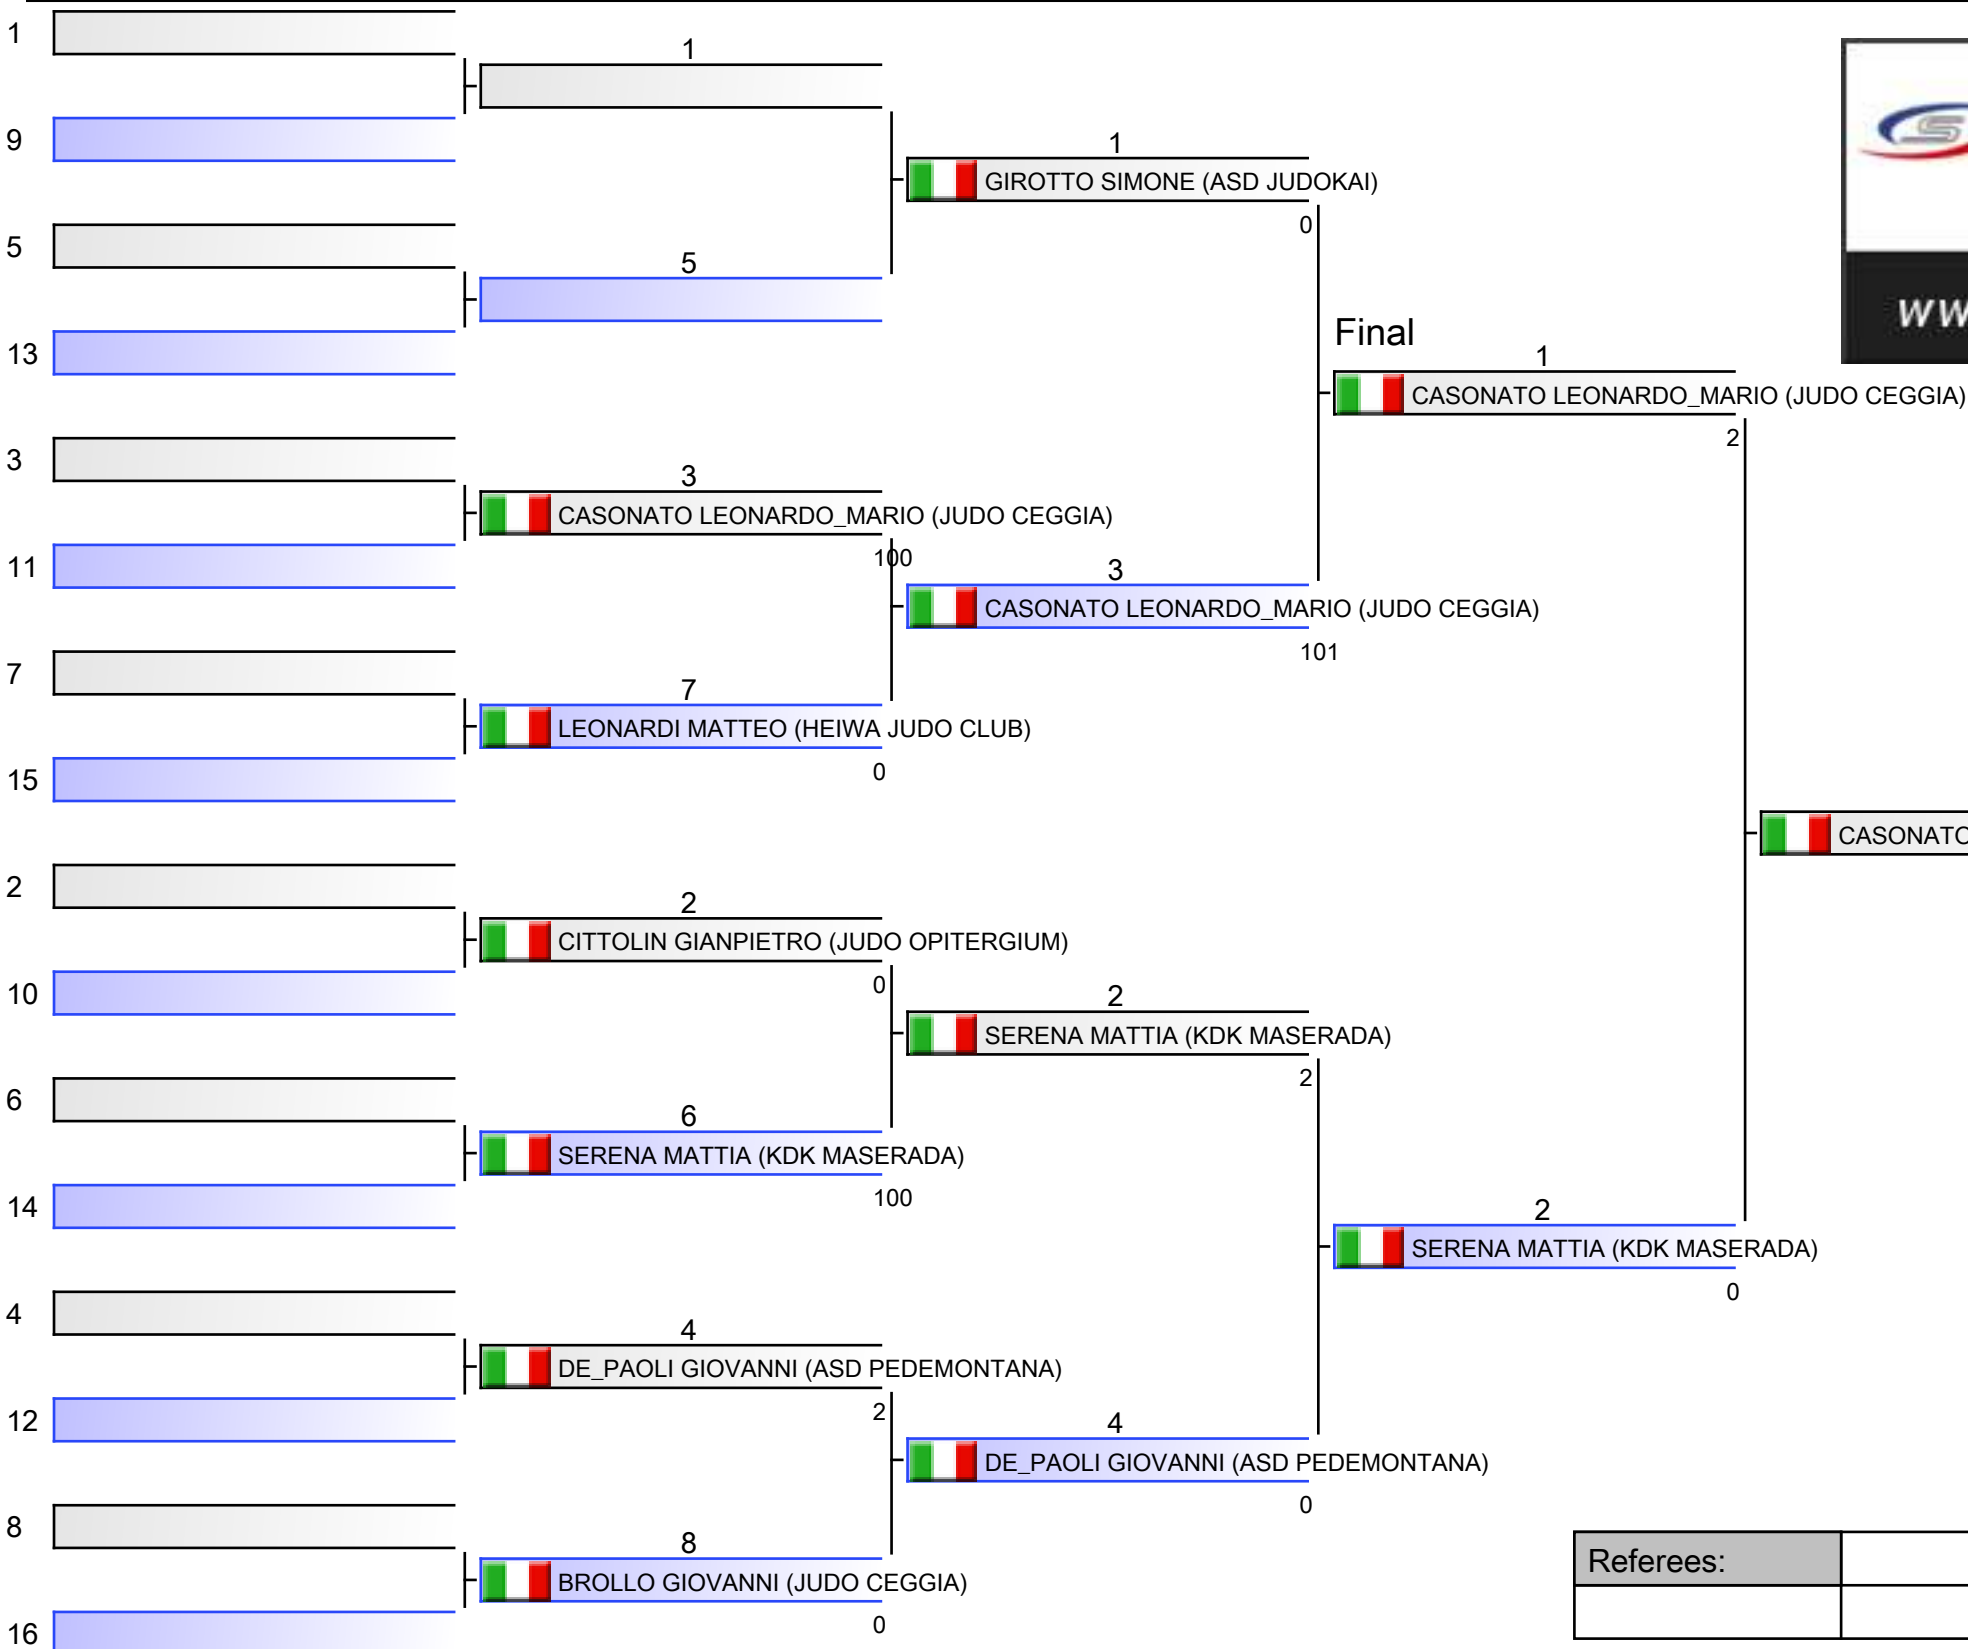 1
1
9
1
GIROTTO SIMONE (ASD JUDOKAI)
0
5
5
13
Final
1
CASONATO LEONARDO_MARIO (JUDO CEGGIA)
2
3
3
CASONATO LEONARDO_MARIO (JUDO CEGGIA)
100
11
3
CASONATO LEONARDO_MARIO (JUDO CEGGIA)
101
7
7
LEONARDI MATTEO (HEIWA JUDO CLUB)
0
15
CASONATO
2
2
CITTOLIN GIANPIETRO (JUDO OPITERGIUM)
0
10
2
SERENA MATTIA (KDK MASERADA)
2
6
6
SERENA MATTIA (KDK MASERADA)
100
14
2
SERENA MATTIA (KDK MASERADA)
0
4
4
DE_PAOLI GIOVANNI (ASD PEDEMONTANA)
2
12
4
DE_PAOLI GIOVANNI (ASD PEDEMONTANA)
0
8
8
BROLLO GIOVANNI (JUDO CEGGIA)
0
16
Referees: